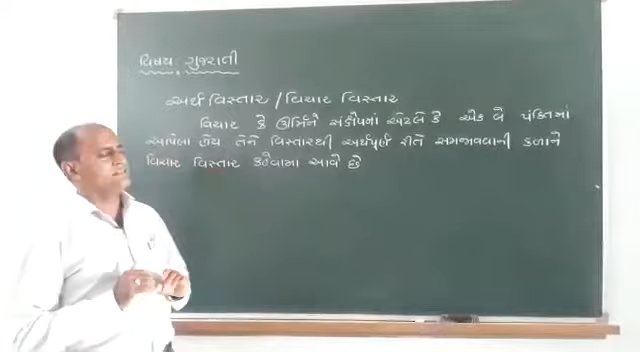 વિષય : ગુજરાતી
અર્થ વિસ્તાર / વિચાર વિસ્તાર
વિચાર કે ઊર્મિને સંક્ષેપમાં એટલે કે એક બે પંક્તિમાં
આપેલા હોય તેને વિસ્તારથી અર્થપૂર્ણ રીતે સમજાવવાની કળાને
વિચાર વિસ્તાર કહેવામા આવે છે